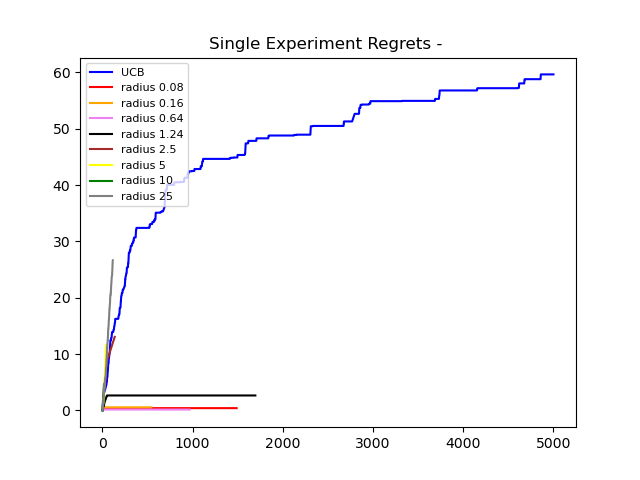 Single Experiment Regrets -
60
50
40
30
20
10
0
UCB
radius 0.08
radius 0.16
radius 0.64
radius 1.24
radius 2.5
radius 5
radius 10
radius 25
0 1000 2000 3000 4000 5000